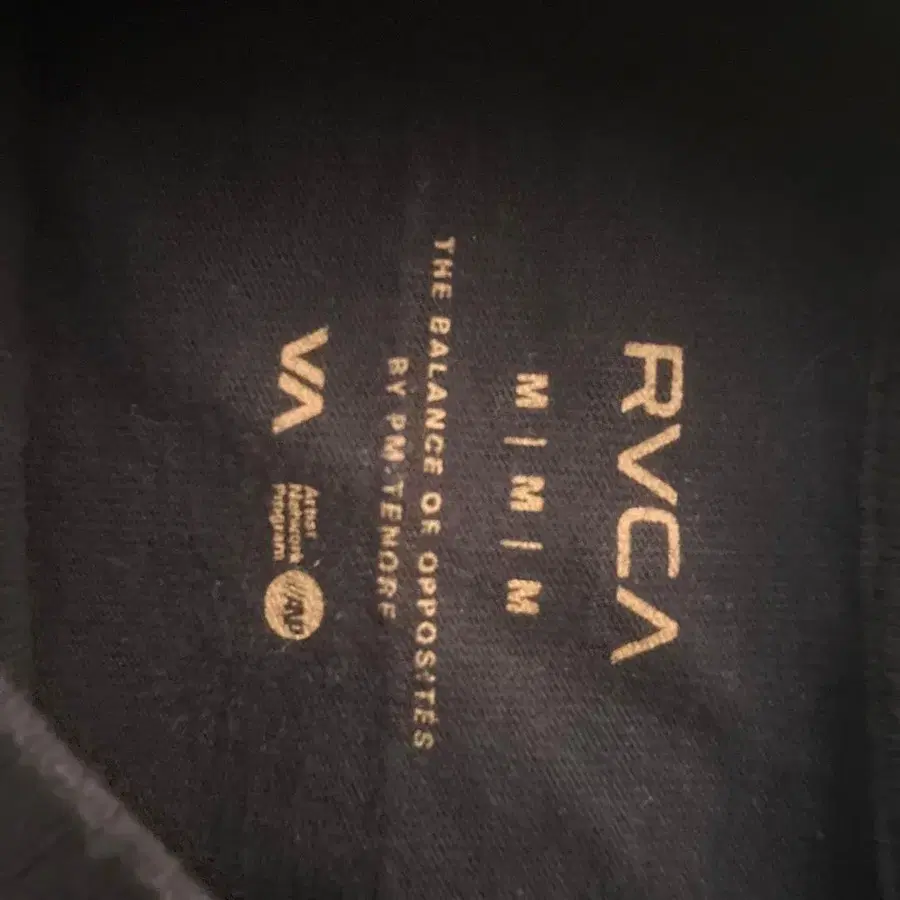 RVCA
M | M | M
THE BALANCE OF OPPOSITES
BY PM.TENORE
VA
Artist
Network
Program
ANP